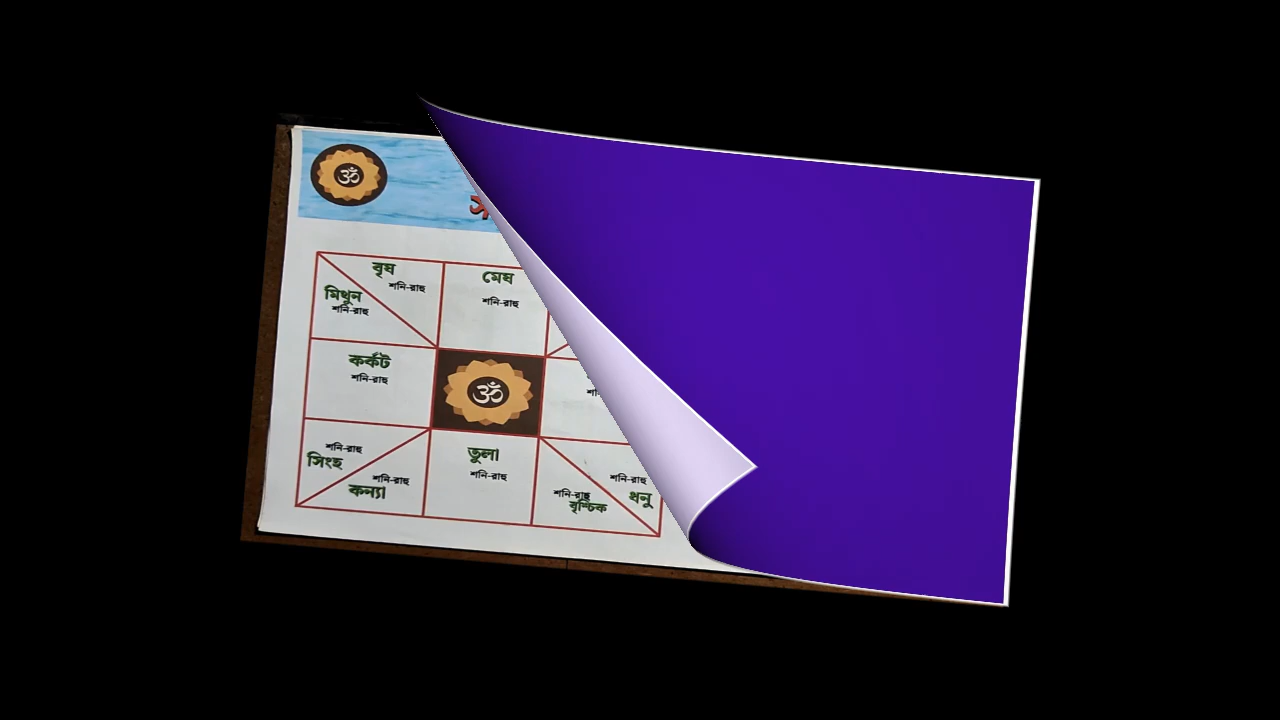 ॐ
বৃষ
শনি-রাহু
মেষ
শনি-রাহু
মিথুন
শনি-রাহু
কর্কট
শনি-রাহু
ॐ
শনি-রাহু
সিংহ
শনি-রাহু
কন্যা
তুলা
শনি-রাহু
শনি-রাহু
বৃশ্চিক
শনি-রাহু
ধনু